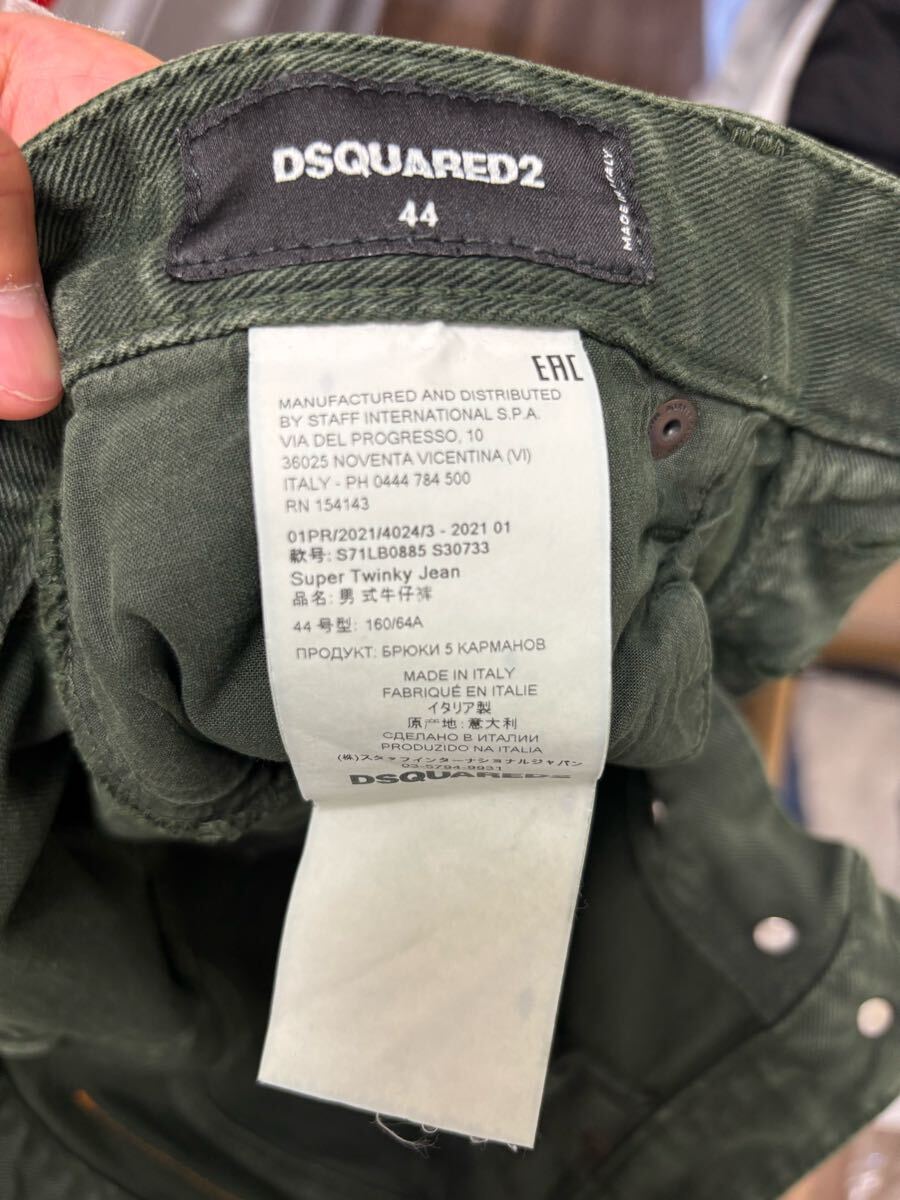 DSQUARED2
44
MADE IN ITALY
EAC
MANUFACTURED AND DISTRIBUTED
BY STAFF INTERNATIONAL S.P.A.
VIA DEL PROGRESSO, 10
36025 NOVENTA VICENTINA (VI)
ITALY - PH 0444 784 500
RN 154143
01PR/2021/4024/3 - 2021 01
款号: S71LB0885 S30733
Super Twinky Jean
品名: 男 式牛仔裤
44 号型: 160/64A
ПРОДУКТ: БРЮКИ 5 КАРМАНОВ
MADE IN ITALY
FABRIQUÉ EN ITALIE
イタリア製
原产地: 意大利
СДЕЛАНО В ИТАЛИИ
PRODUZIDO NA ITALIA
(株)スタッフインターナショナルジャパン
03-5794-9931
DSQUARED2